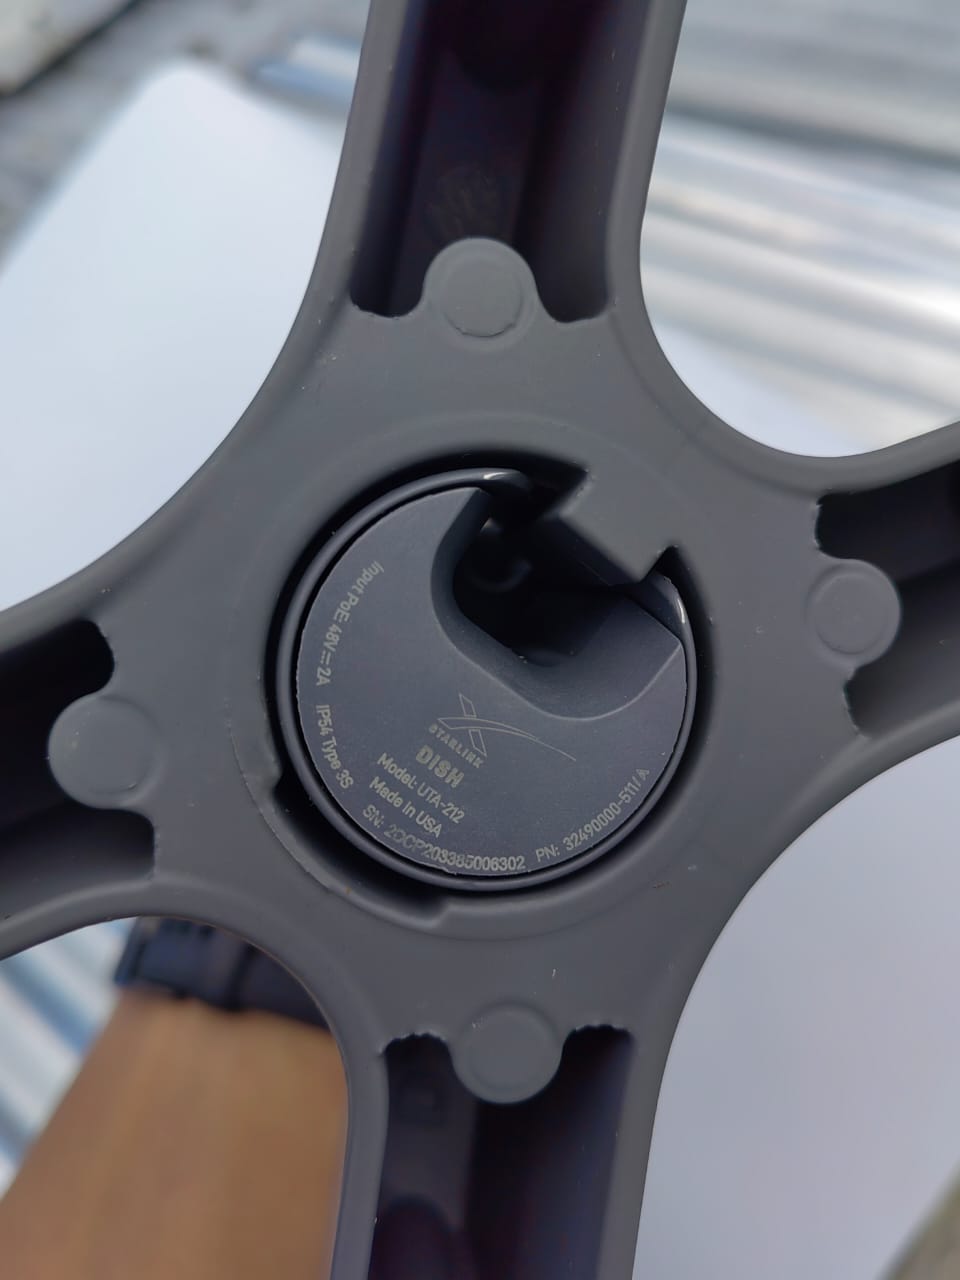 Input PoE: 48V⎓2A IP54 Type 3S
STARLINK
DISH
Model: UTA-212
Made in USA
SN: 2DCP203385006302 PN: 32490000-511/A